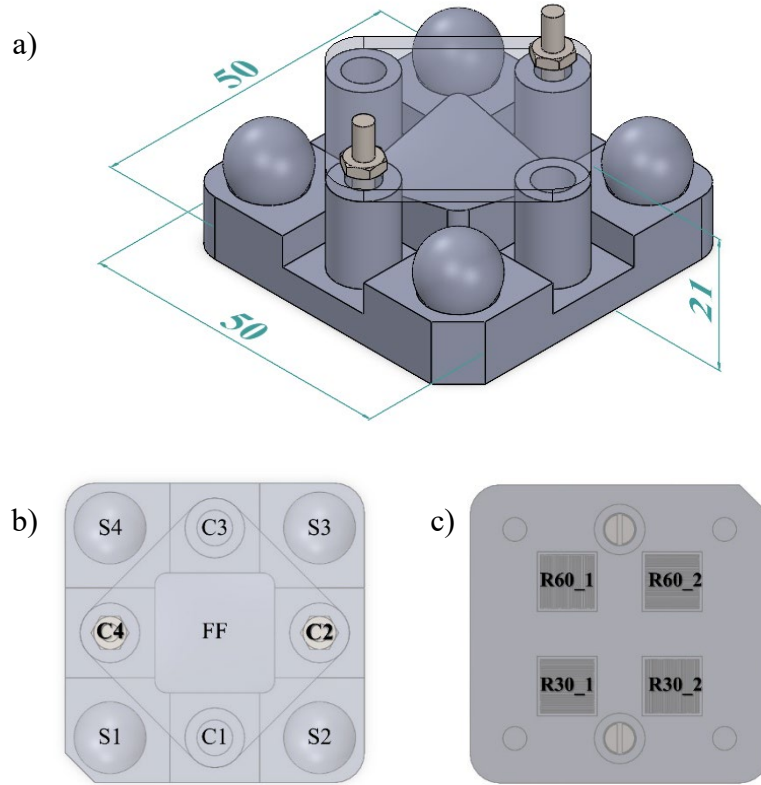 a)
50
50
21
b)
S4 C3 S3
C4 FF C2
S1 C1 S2
c)
R60_1 R60_2
R30_1 R30_2